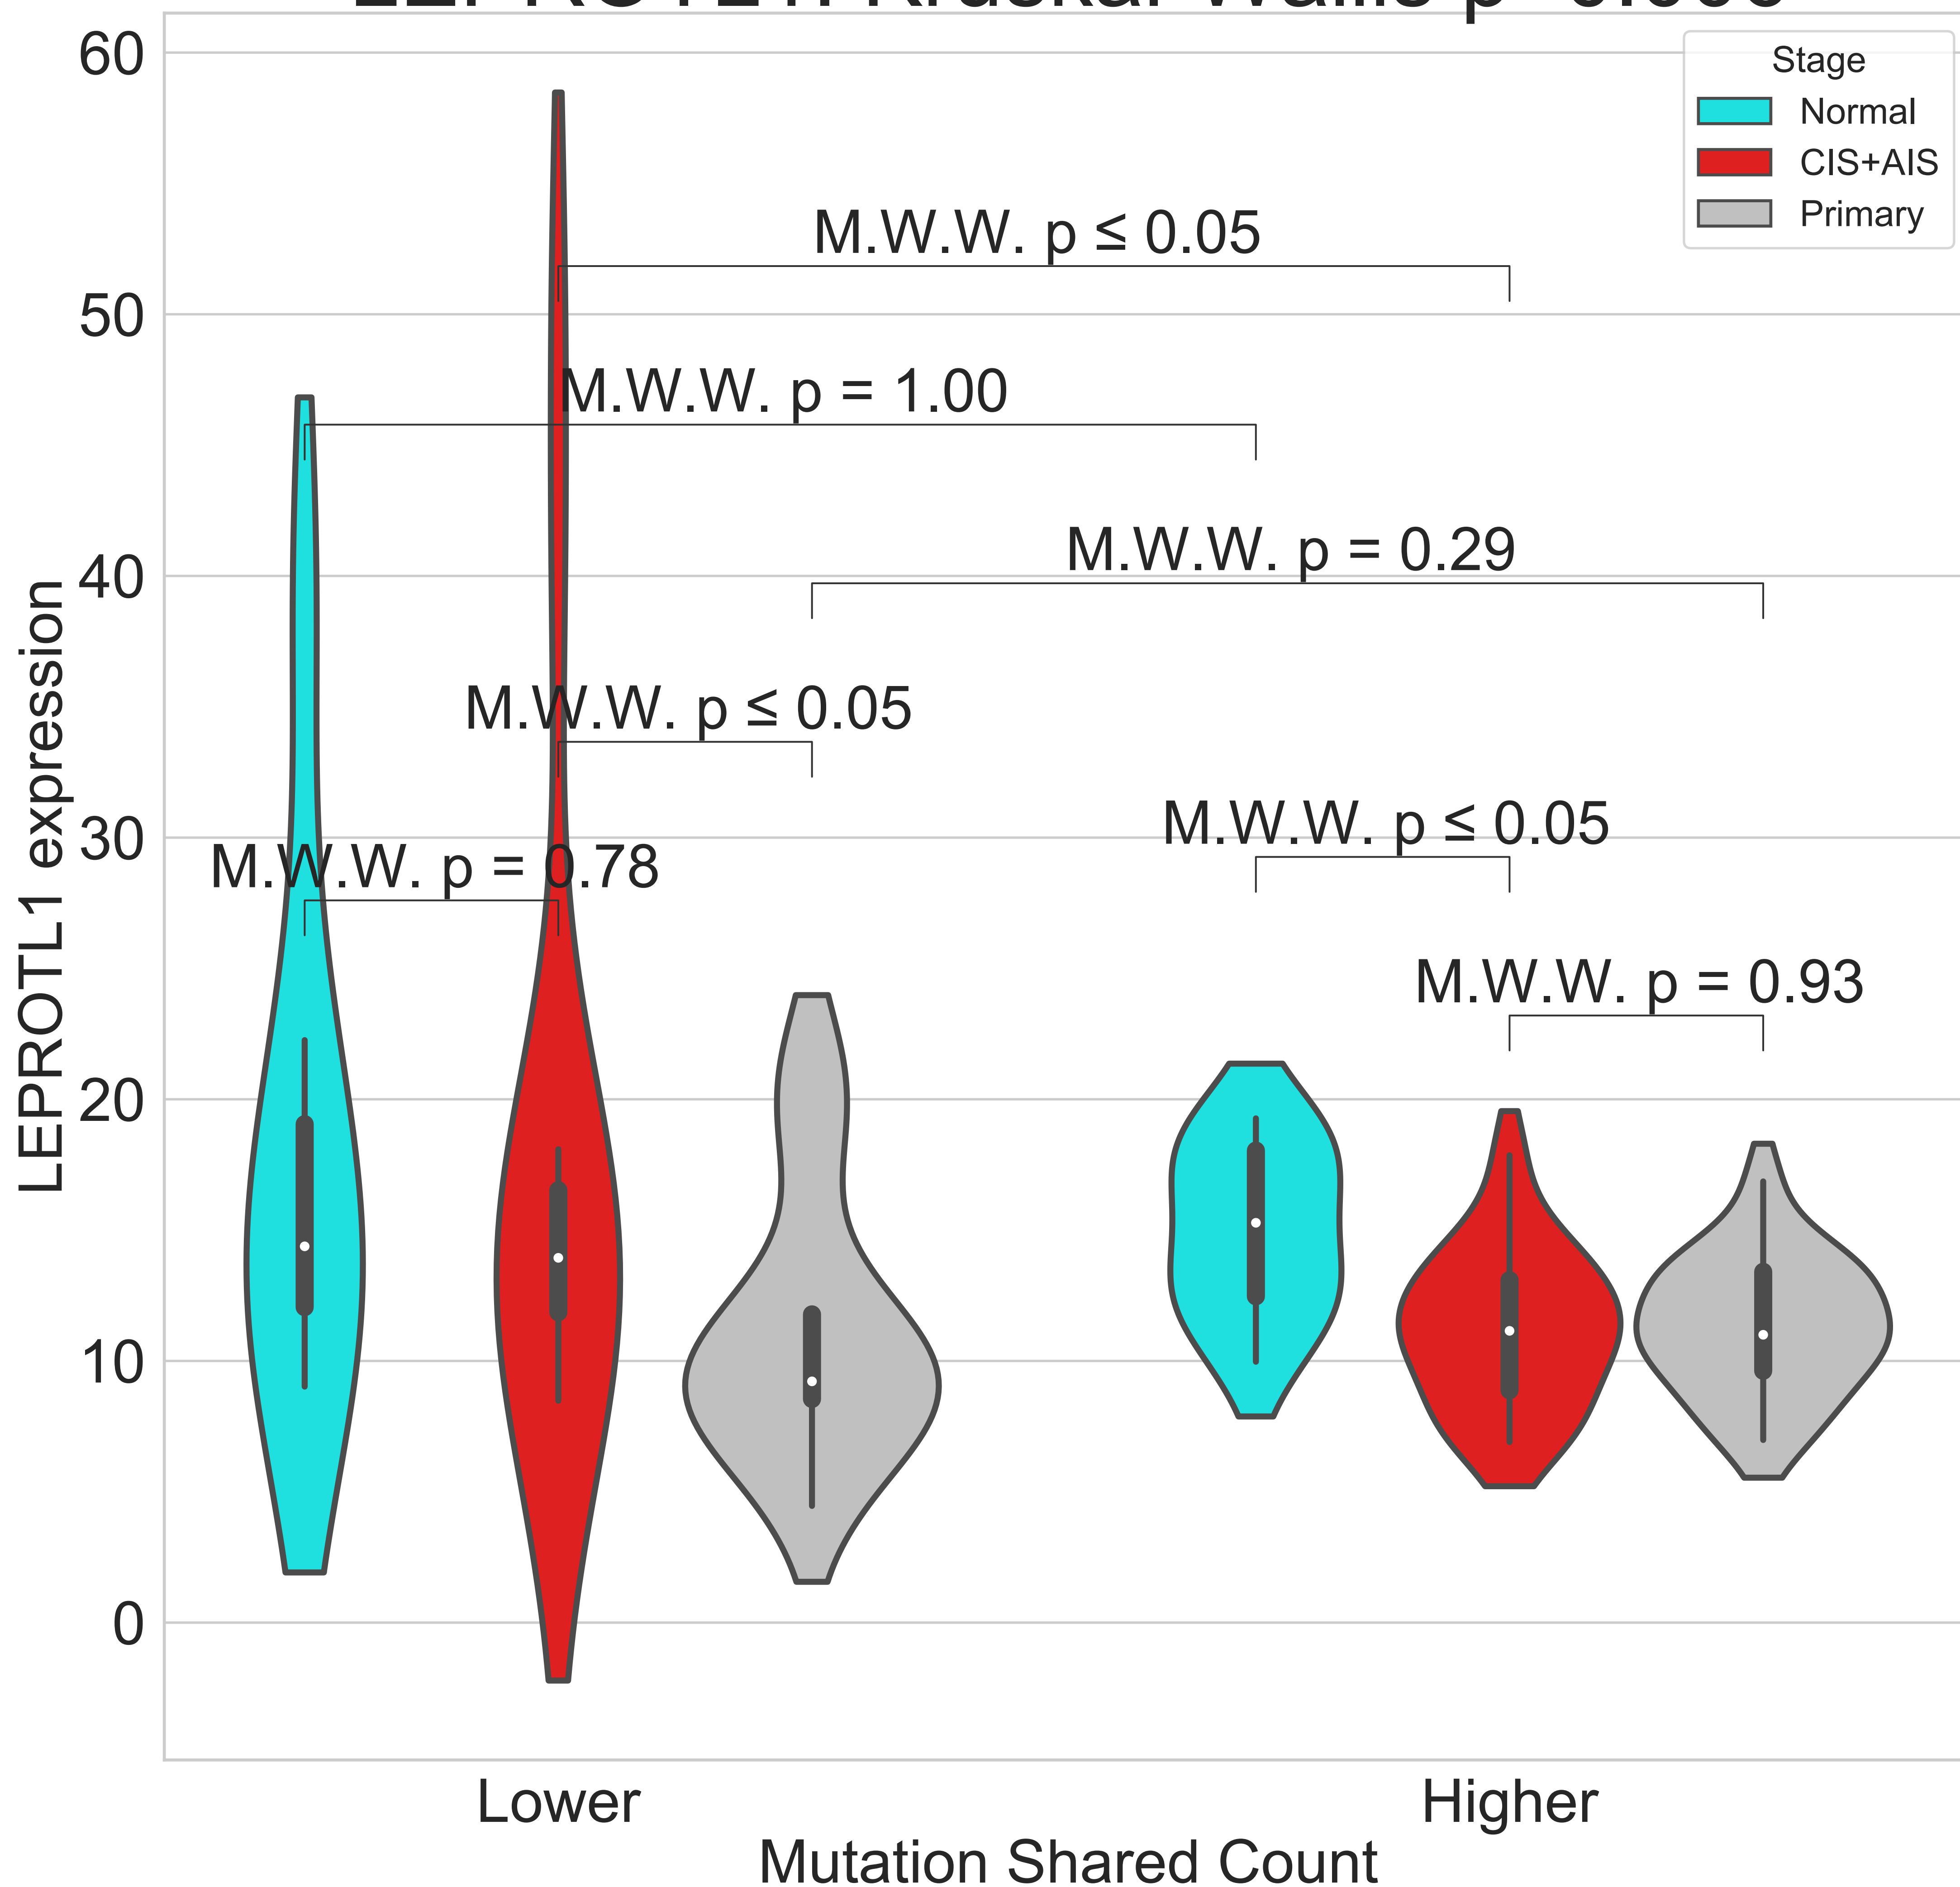 60
50
40
30
20
10
0
LEPROTL1 expression
Stage
Normal
CIS+AIS
Primary
M.W.W. p ≤ 0.05
M.W.W. p = 1.00
M.W.W. p = 0.29
M.W.W. p ≤ 0.05
M.W.W. p ≤ 0.05
M.W.W. p = 0.78
M.W.W. p = 0.93
Lower
Higher
Mutation Shared Count